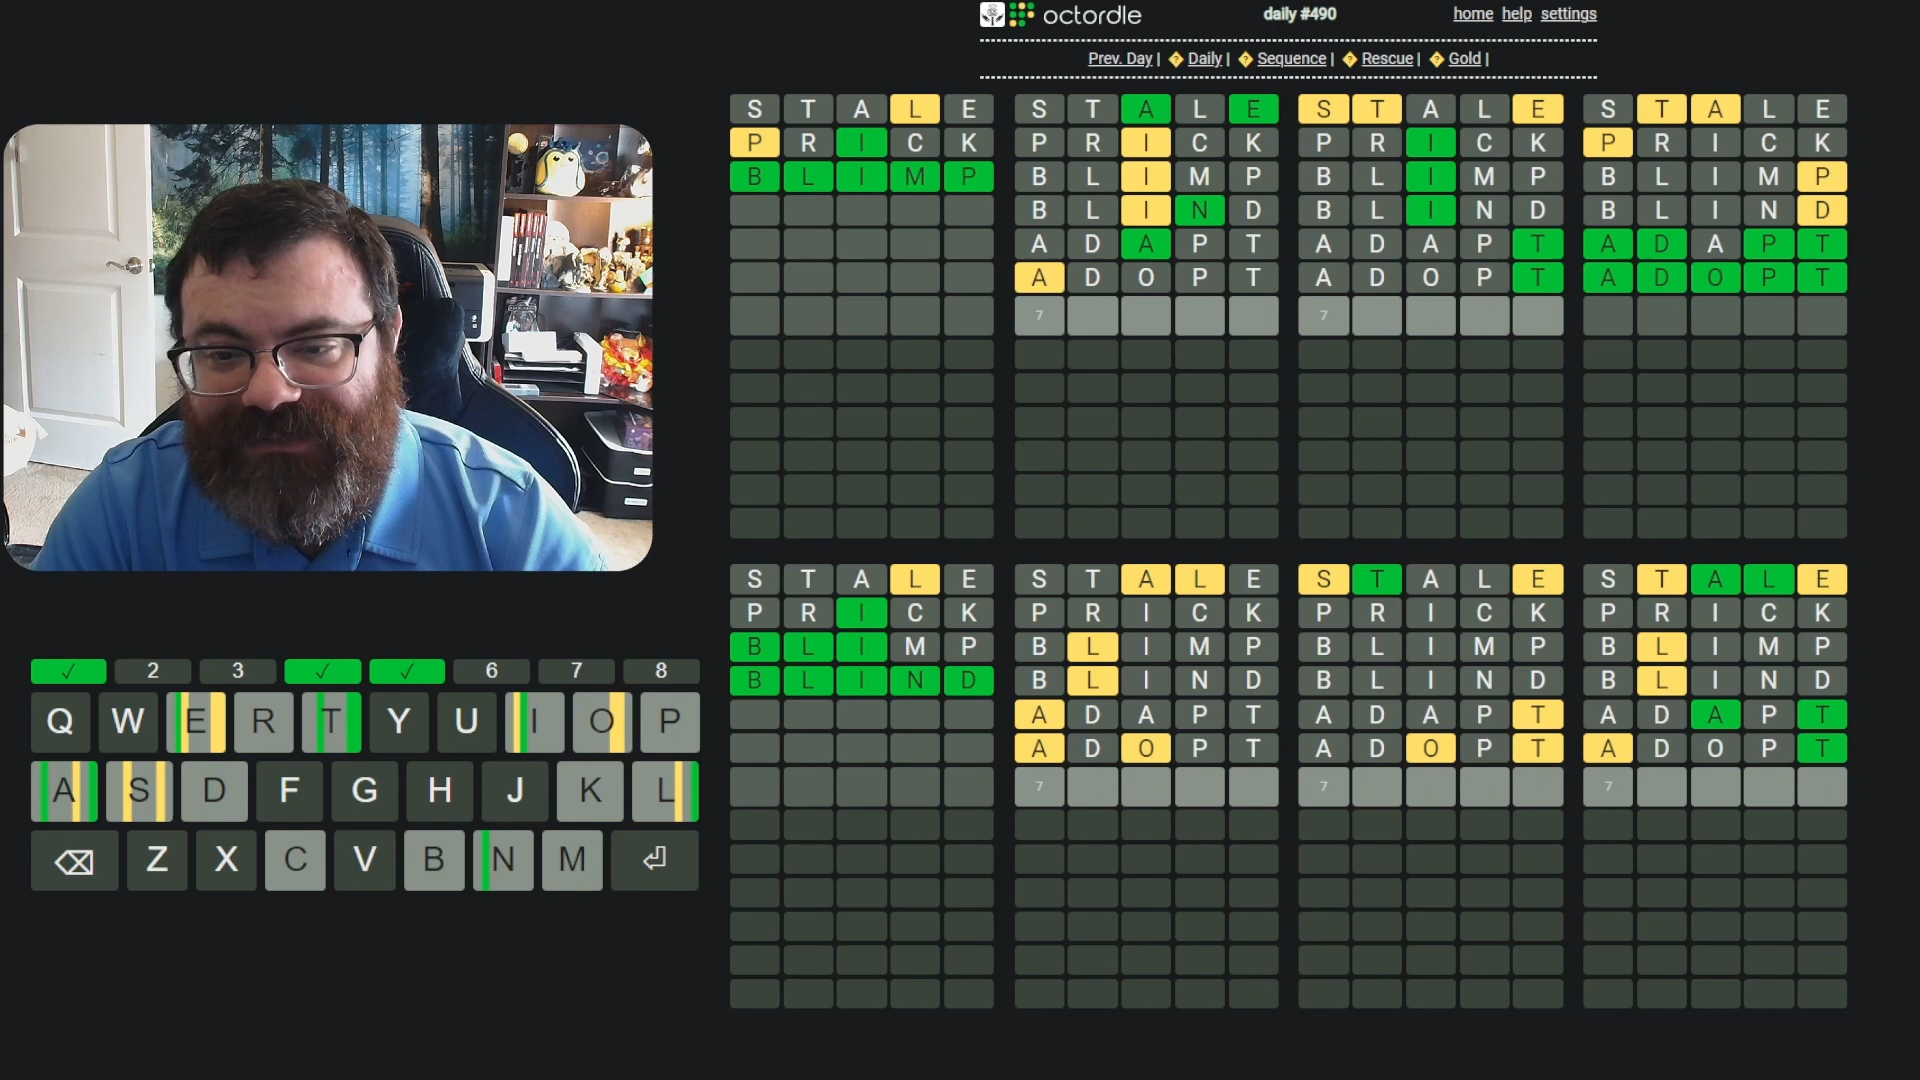 octordle daily #490 home help settings
Prev. Day | ? Daily | ? Sequence | ? Rescue | ? Gold |
STALE STALE STALE STALE
PRICK PRICK PRICK PRICK
BLIMP BLIMP BLIMP BLIMP
BLIND BLIND BLIND
ADAPT ADAPT ADAPT
ADOPT ADOPT ADOPT
7 7
STALE STALE STALE STALE
PRICK PRICK PRICK PRICK
BLIMP BLIMP BLIMP BLIMP
BLIND BLIND BLIND BLIND
ADAPT ADAPT ADAPT
ADOPT ADOPT ADOPT
7 7 7
✓ 2 3 ✓ ✓ 6 7 8
Q W E R T Y U I O P
A S D F G H J K L
Z X C V B N M